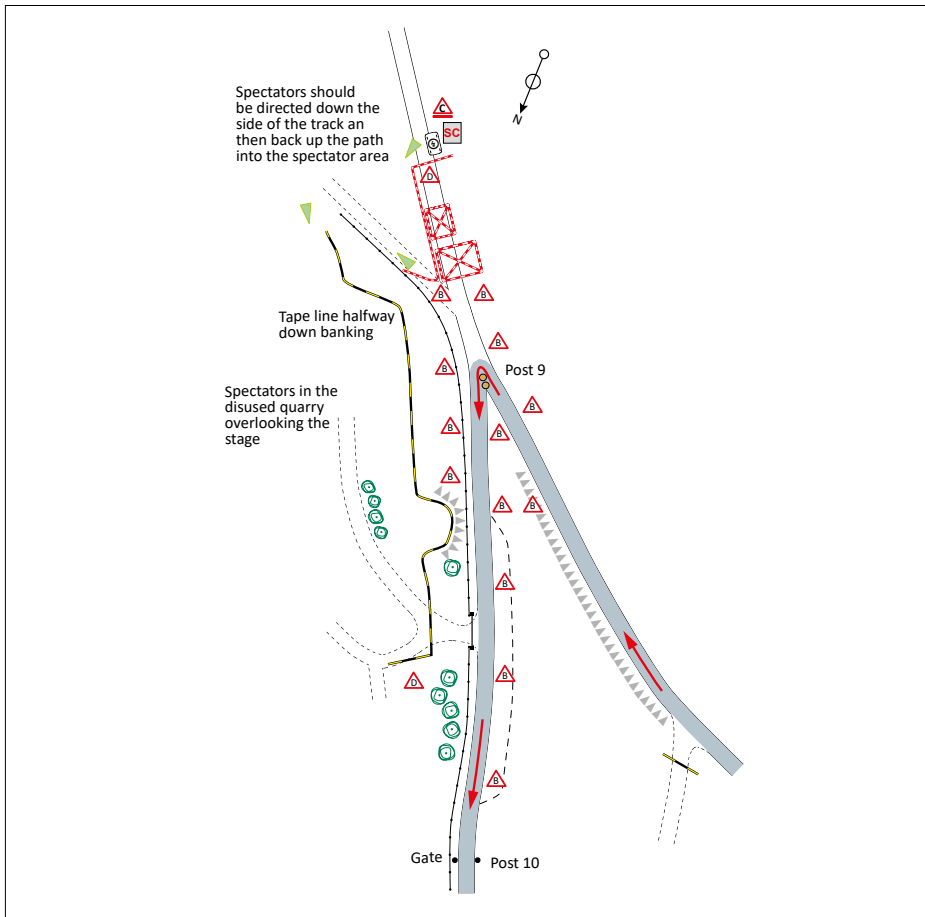 Spectators should
be directed down the
side of the track an
then back up the path
into the spectator area
N
C
SC
D
B
B
Tape line halfway
down banking
B
B
Post 9
Spectators in the
disused quarry
overlooking the
stage
B
B
B
B
B
B
B
B
D
B
Gate
Post 10